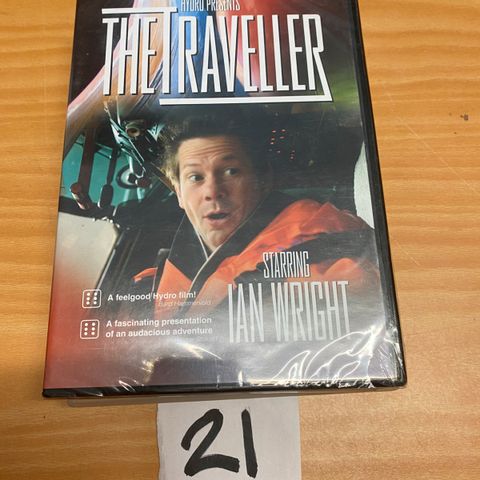 HYDRO PRESENTS
THE TRAVELLER
STARRING
IAN WRIGHT
A feelgood Hydro film!
A fascinating presentation
of an audacious adventure
21